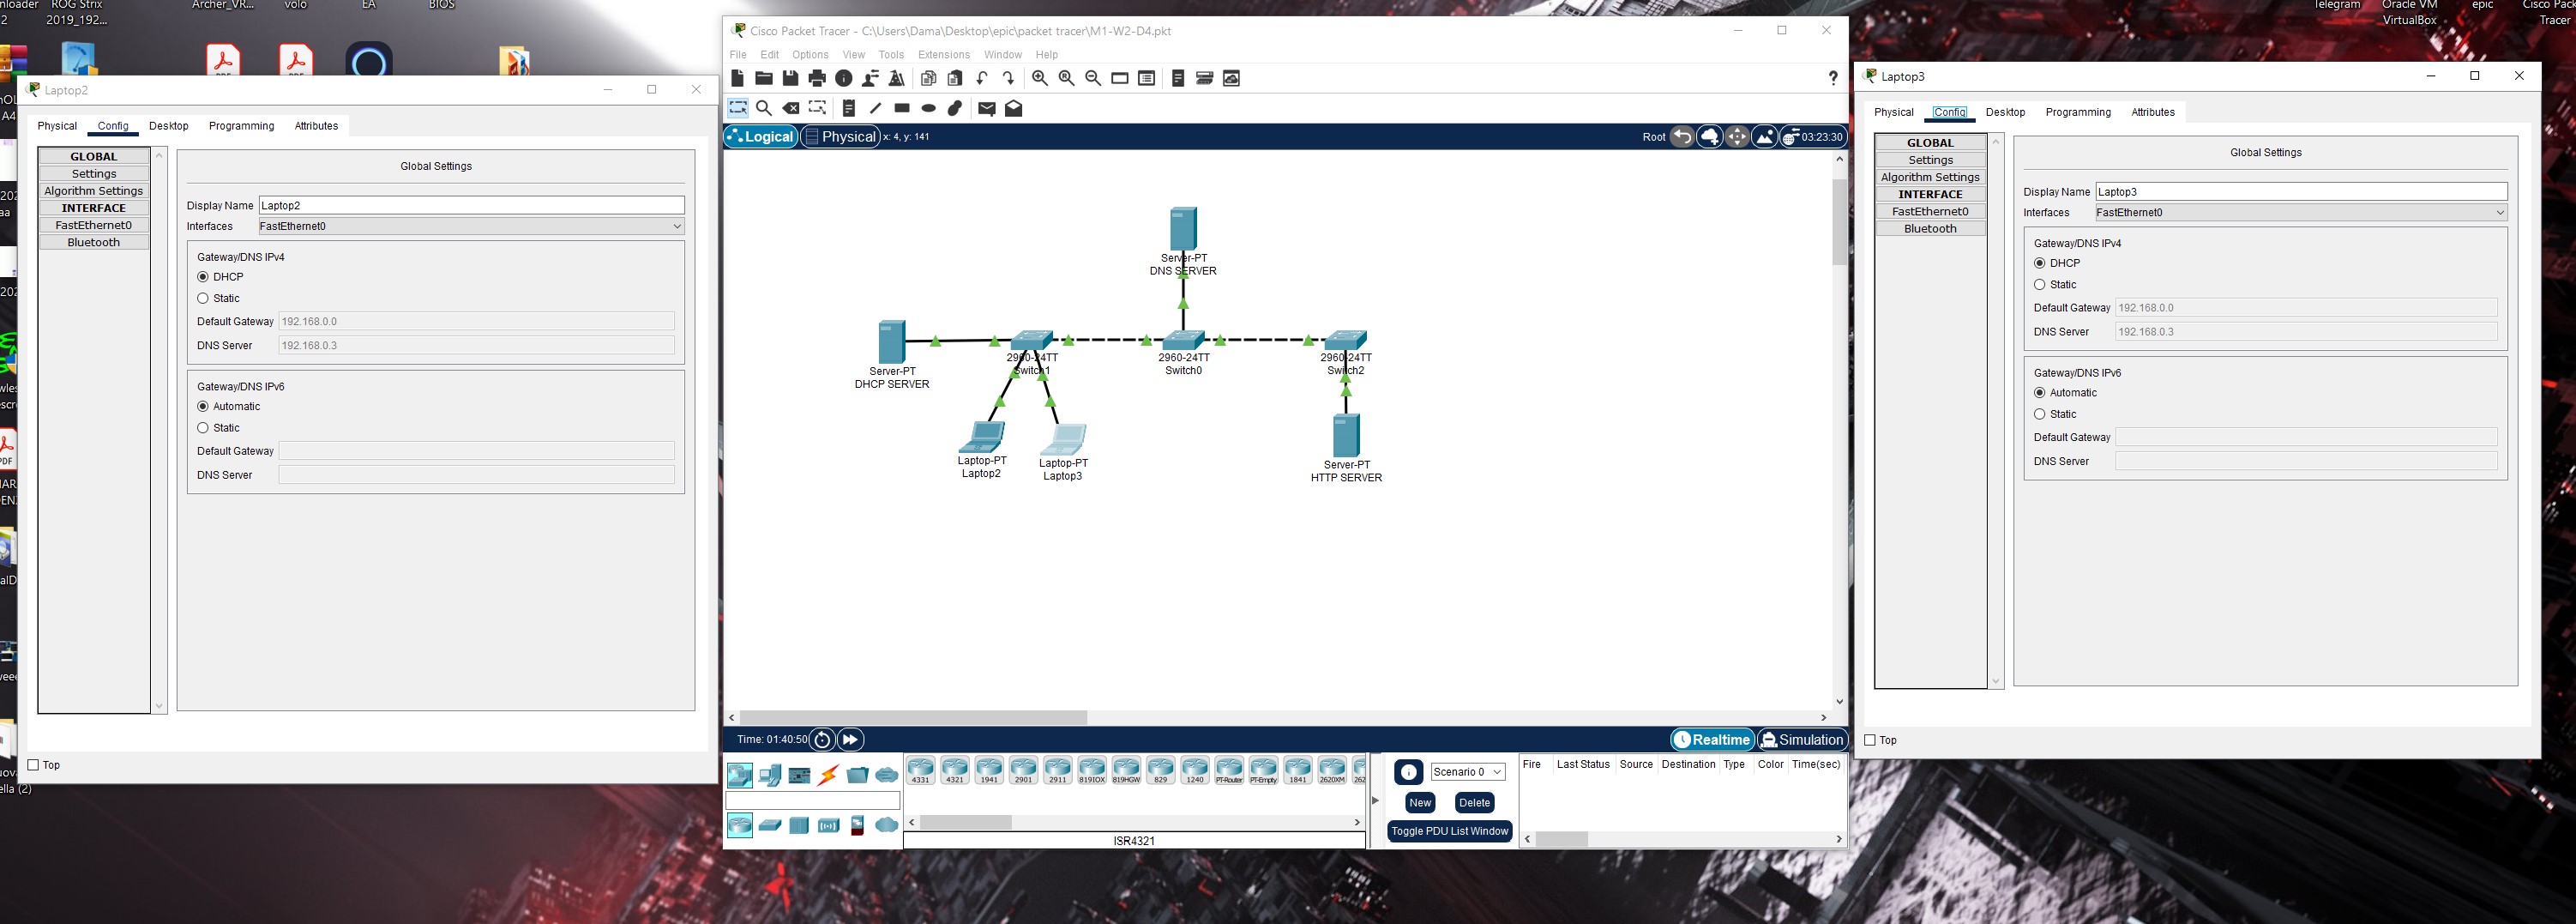 ROG Strix
2019_192...
Archer_VR...
volo
EA
BIOS
Telegram
Oracle VM
VirtualBox
epic
Cisco Pack
Tracer
Laptop2
Physical
Config
Desktop
Programming
Attributes
GLOBAL
Settings
Algorithm Settings
INTERFACE
FastEthernet0
Bluetooth
Global Settings
Display Name
Laptop2
Interfaces
FastEthernet0
Gateway/DNS IPv4
DHCP
Static
Default Gateway
192.168.0.0
DNS Server
192.168.0.3
Gateway/DNS IPv6
Automatic
Static
Default Gateway
DNS Server
Top
Cisco Packet Tracer - C:\Users\Dama\Desktop\epic\packet tracer\M1-W2-D4.pkt
File Edit Options View Tools Extensions Window Help
Logical
Physical
x: 4, y: 141
Root
03:23:30
Server-PT
DNS SERVER
Server-PT
DHCP SERVER
2960-24TT
Switch1
2960-24TT
Switch0
2960-24TT
Switch2
Laptop-PT
Laptop2
Laptop-PT
Laptop3
Server-PT
HTTP SERVER
Time: 01:40:50
Realtime
Simulation
4331 4321 1941 2901 2911 819IOX 819HGW 829 1240 PT-Router PT-Empty 1841 2620XM 262
ISR4321
Scenario 0
New
Delete
Toggle PDU List Window
Fire Last Status Source Destination Type Color Time(sec)
Laptop3
Physical
Config
Desktop
Programming
Attributes
GLOBAL
Settings
Algorithm Settings
INTERFACE
FastEthernet0
Bluetooth
Global Settings
Display Name
Laptop3
Interfaces
FastEthernet0
Gateway/DNS IPv4
DHCP
Static
Default Gateway
192.168.0.0
DNS Server
192.168.0.3
Gateway/DNS IPv6
Automatic
Static
Default Gateway
DNS Server
Top